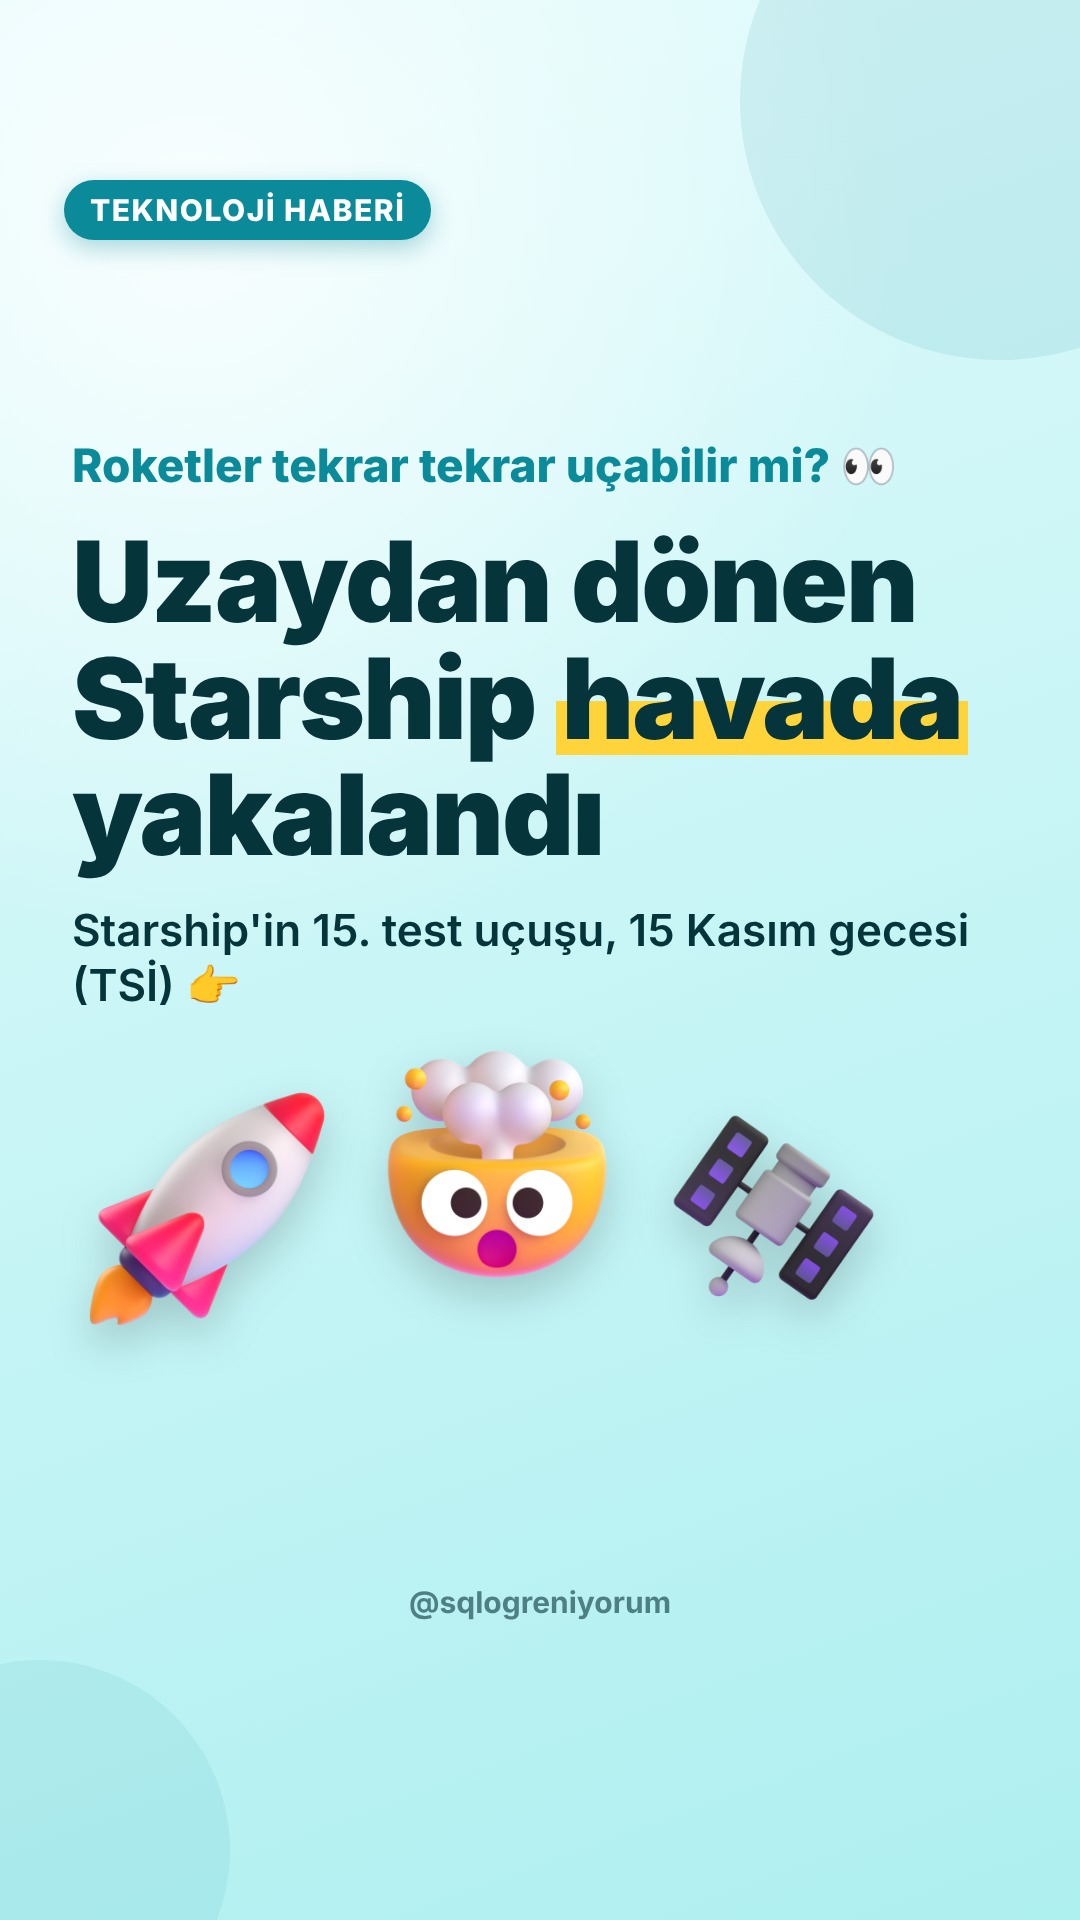 TEKNOLOJİ HABERİ
Roketler tekrar tekrar uçabilir mi? 👀
Uzaydan dönen
Starship havada
yakalandı
Starship'in 15. test uçuşu, 15 Kasım gecesi
(TSİ) 👉
@sqlogreniyorum